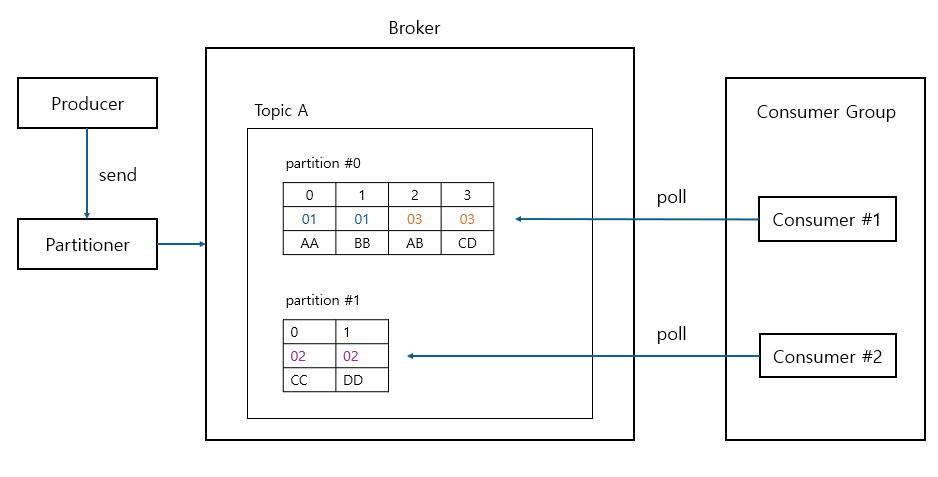 Broker
Producer
send
Partitioner
Topic A
partition #0
0 1 2 3
01 01 03 03
AA BB AB CD
partition #1
0 1
02 02
CC DD
poll
poll
Consumer Group
Consumer #1
Consumer #2